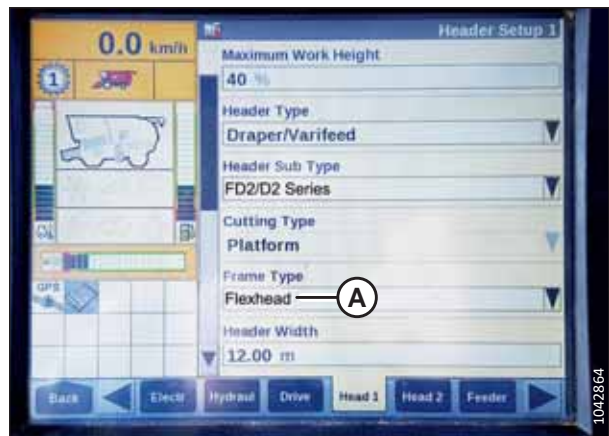 0.0 km/h
Header Setup 1
Maximum Work Height
40 %
1
Header Type
Draper/Varifeed
Header Sub Type
FD2/D2 Series
Cutting Type
Platform
Frame Type
Flexhead
A
GPS
Header Width
12.00 m
Back
Electr
Hydraul
Drive
Head 1
Head 2
Feeder
1042864